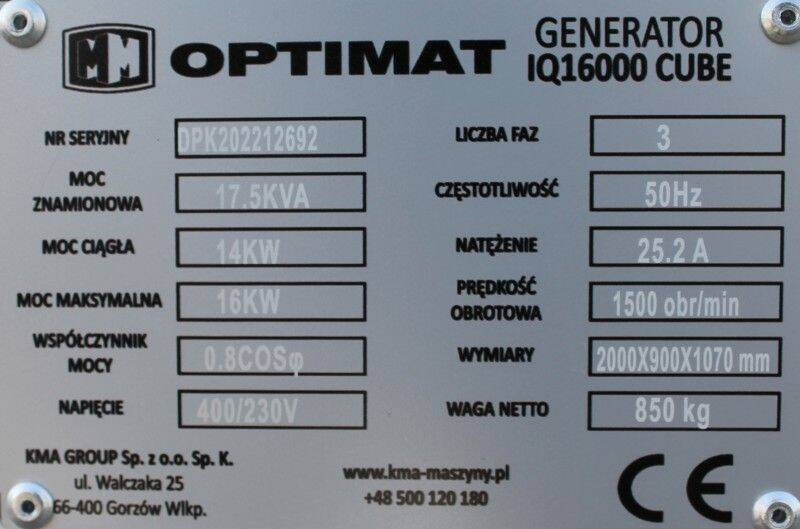 MM OPTIMAT
GENERATOR
IQ16000 CUBE
NR SERYJNY DPK202212692
MOC ZNAMIONOWA 17.5KVA
MOC CIĄGŁA 14KW
MOC MAKSYMALNA 16KW
WSPÓŁCZYNNIK MOCY 0.8COSφ
NAPIĘCIE 400/230V
LICZBA FAZ 3
CZĘSTOTLIWOŚĆ 50Hz
NATĘŻENIE 25.2 A
PRĘDKOŚĆ OBROTOWA 1500 obr/min
WYMIARY 2000X900X1070 mm
WAGA NETTO 850 kg
KMA GROUP Sp. z o.o. Sp. K.
ul. Walczaka 25
66-400 Gorzów Wlkp.
www.kma-maszyny.pl
+48 500 120 180
CE